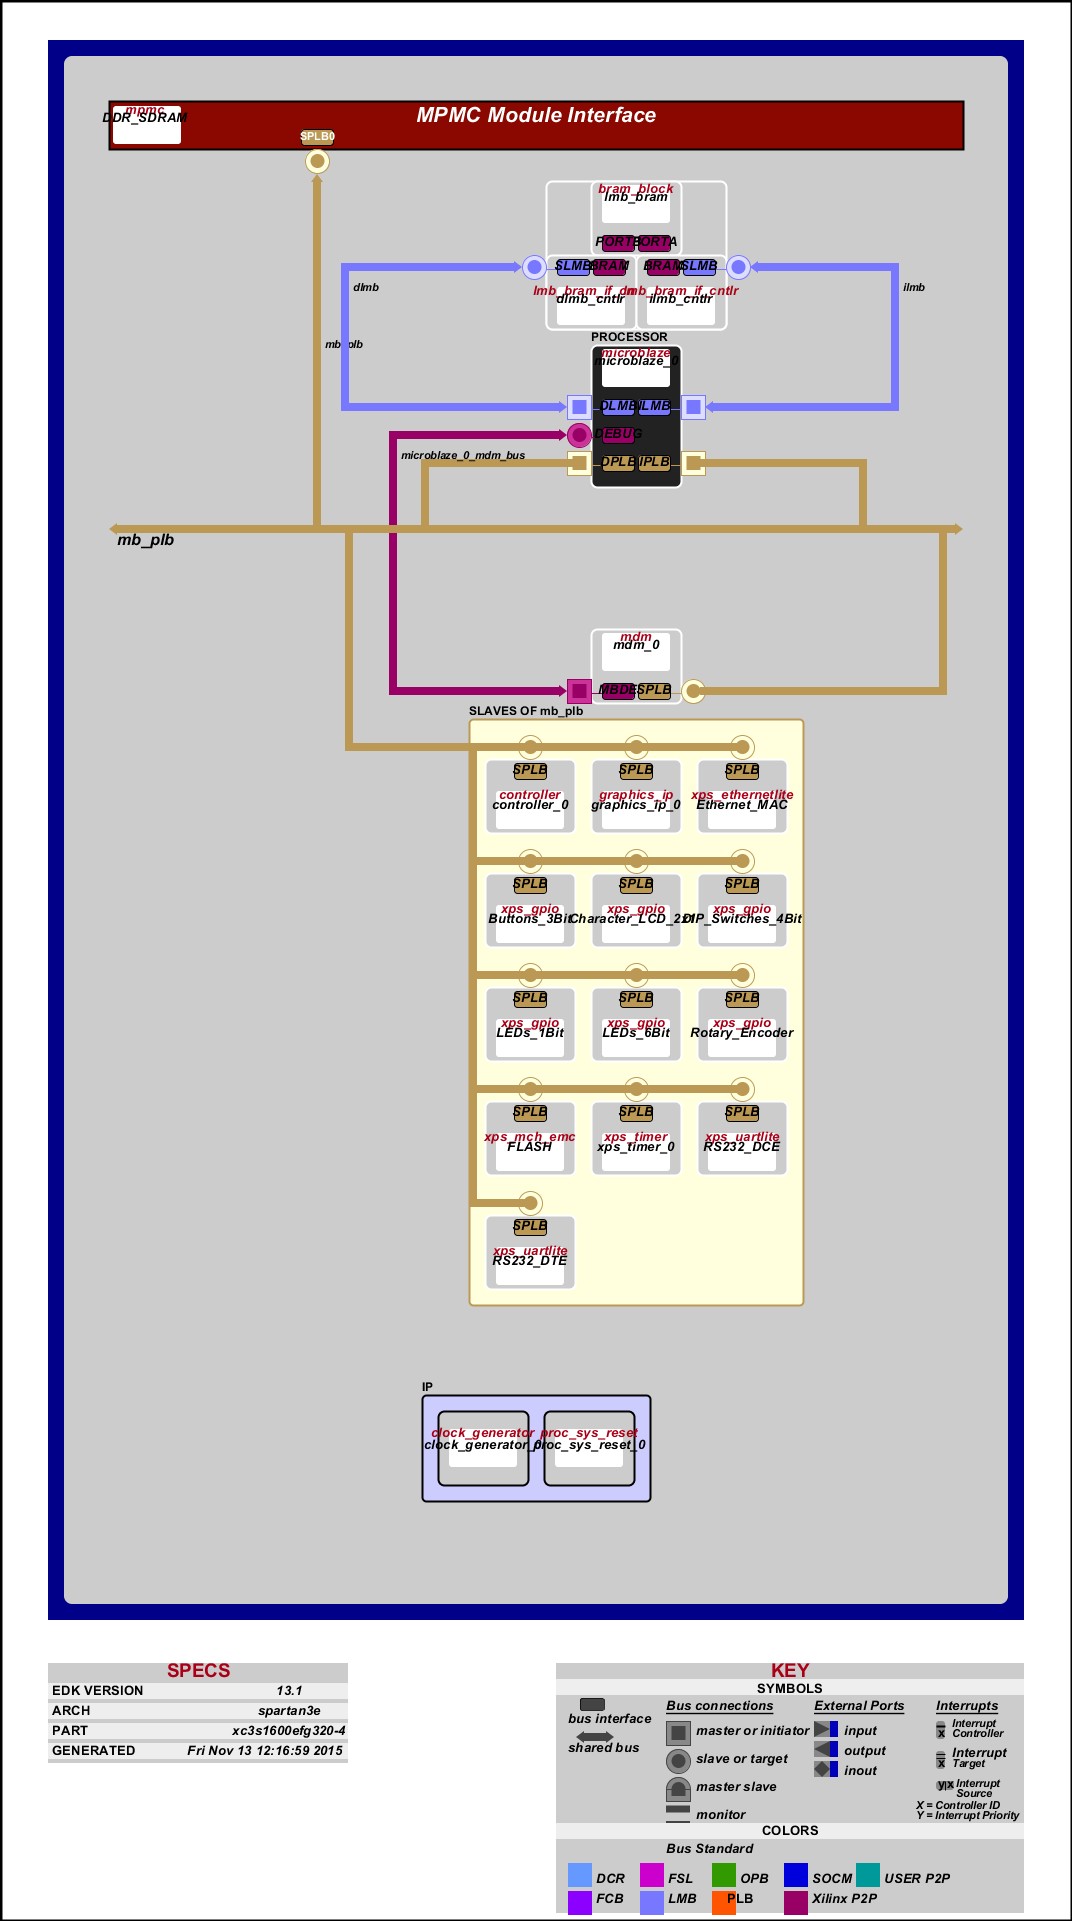 MPMC Module Interface
mpmc
DDR_SDRAM
SPLB0
bram_block
lmb_bram
PORTB PORTA
SLMB BRAM BRAM SLMB
lmb_bram_if_cntlr lmb_bram_if_cntlr
dlmb_cntlr ilmb_cntlr
dlmb
ilmb
PROCESSOR
mb_plb
microblaze
microblaze_0
DLMB ILMB
DEBUG
microblaze_0_mdm_bus
DPLB IPLB
mb_plb
mdm
mdm_0
SPLB
SLAVES OF mb_plb
SPLB SPLB SPLB
controller graphics_ip xps_ethernetlite
controller_0 graphics_ip_0 Ethernet_MAC
SPLB SPLB SPLB
xps_gpio xps_gpio xps_gpio
Buttons_3Bit Character_LCD_2x1 DIP_Switches_4Bit
SPLB SPLB SPLB
xps_gpio xps_gpio xps_gpio
LEDs_1Bit LEDs_6Bit Rotary_Encoder
SPLB SPLB SPLB
xps_mch_emc xps_timer xps_uartlite
FLASH xps_timer_0 RS232_DCE
SPLB
xps_uartlite
RS232_DTE
IP
clock_generator proc_sys_reset
clock_generator_0 proc_sys_reset_0
SPECS
EDK VERSION 13.1
ARCH spartan3e
PART xc3s1600efg320-4
GENERATED Fri Nov 13 12:16:59 2015
KEY
SYMBOLS
bus interface
shared bus
Bus connections
master or initiator
slave or target
master slave
monitor
External Ports
input
output
inout
Interrupts
x
Interrupt
Controller
x
Interrupt
Target
y x
Interrupt
Source
X = Controller ID
Y = Interrupt Priority
COLORS
Bus Standard
DCR FSL OPB SOCM USER P2P
FCB LMB PLB Xilinx P2P